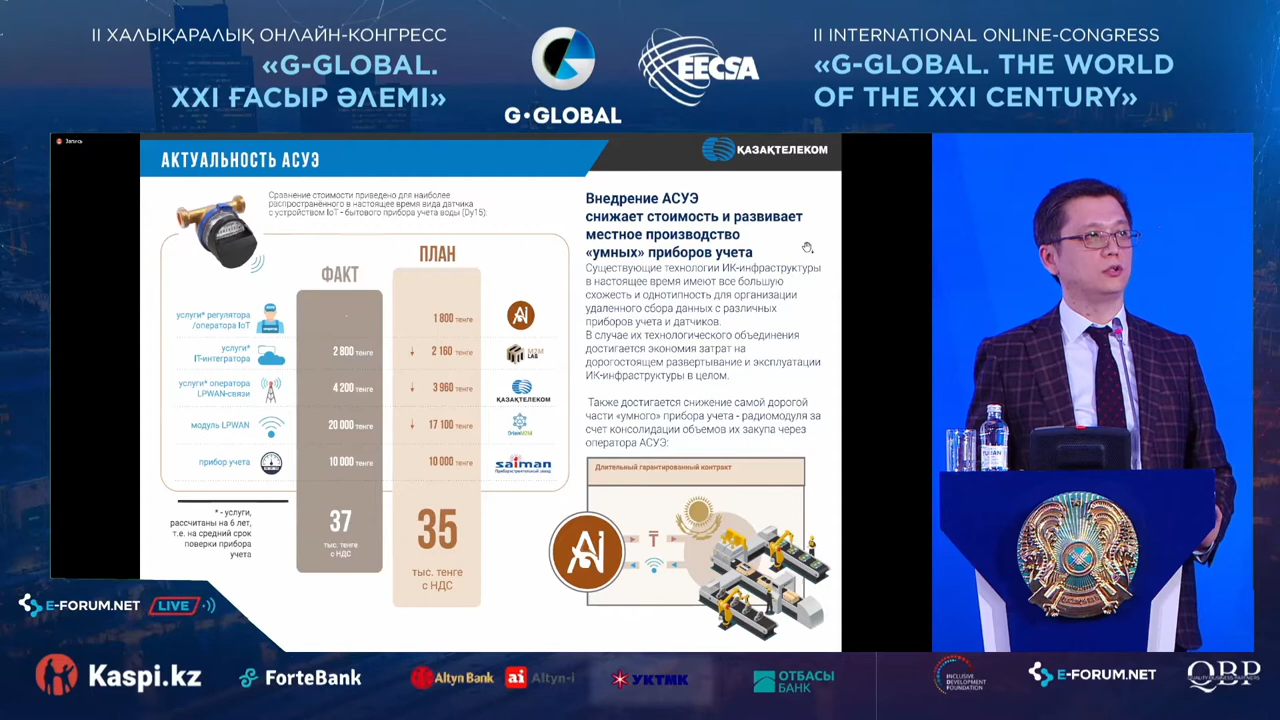 II ХАЛЫҚАРАЛЫҚ ОНЛАЙН-КОНГРЕСС
«G-GLOBAL.
XXI ҒАСЫР ӘЛЕМІ»
G·GLOBAL
EECSA
II INTERNATIONAL ONLINE-CONGRESS
«G-GLOBAL. THE WORLD
OF THE XXI CENTURY»
Запись
АКТУАЛЬНОСТЬ АСУЭ
ҚАЗАҚТЕЛЕКОМ
Сравнение стоимости приведено для наиболее
распространённого в настоящее время вида датчика
с устройством IoT - бытового прибора учета воды (Dy15):
ФАКТ
ПЛАН
услуги* регулятора
/оператора IoT
-
1 800 тенге
услуги*
IT-интегратора
2 800 тенге
↓ 2 160 тенге
M2M
LAB
услуги* оператора
LPWAN-связи
4 200 тенге
↓ 3 960 тенге
ҚАЗАҚТЕЛЕКОМ
модуль LPWAN
20 000 тенге
↓ 17 100 тенге
OrionM2M
прибор учета
10 000 тенге
10 000 тенге
saiman
Приборостроительный завод
* - услуги,
рассчитаны на 6 лет,
т.е. на средний срок
поверки прибора
учета
37
тыс. тенге
с НДС
35
тыс. тенге
с НДС
Внедрение АСУЭ
снижает стоимость и развивает
местное производство
«умных» приборов учета
Существующие технологии ИК-инфраструктуры
в настоящее время имеют все большую
схожесть и однотипность для организации
удаленного сбора данных с различных
приборов учета и датчиков.
В случае их технологического объединения
достигается экономия затрат на
дорогостоящем развертывание и эксплуатации
ИК-инфраструктуры в целом.
Также достигается снижение самой дорогой
части «умного» прибора учета - радиомодуля за
счет консолидации объемов их закупа через
оператора АСУЭ:
Длительный гарантированный контракт
₸
E-FORUM.NET LIVE
Kaspi.kz
ForteBank
Altyn Bank
ai Altyn-i
УКТМК
ОТБАСЫ
БАНК
INCLUSIVE
DEVELOPMENT
FOUNDATION
E-FORUM.NET
QBP
QUALITY BUSINESS PARTNERS